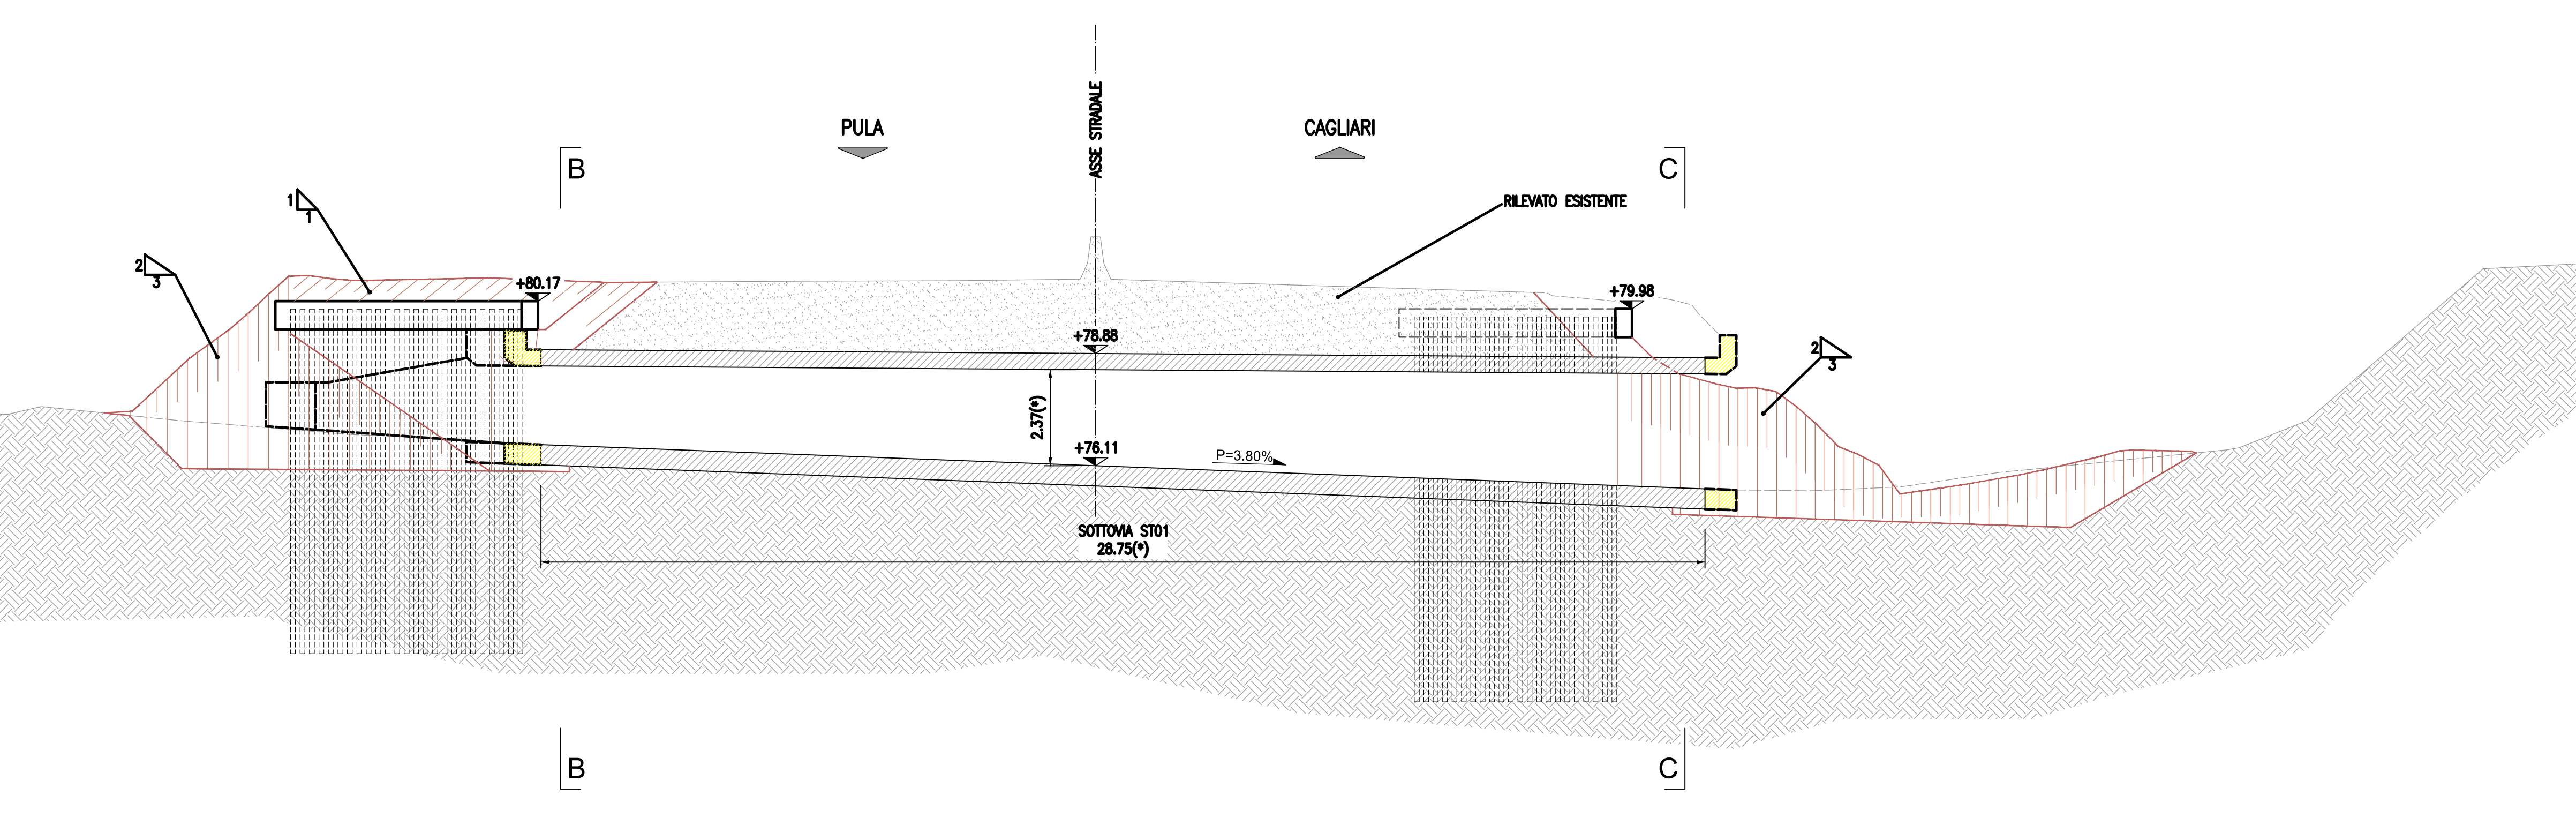 ASSE STRADALE
PULA
CAGLIARI
B
C
1
1
RILEVATO ESISTENTE
2
3
+80.17
+79.98
+78.88
2
3
2.37(*)
+76.11
P=3.80%
SOTTOVIA ST01
28.75(*)
B
C